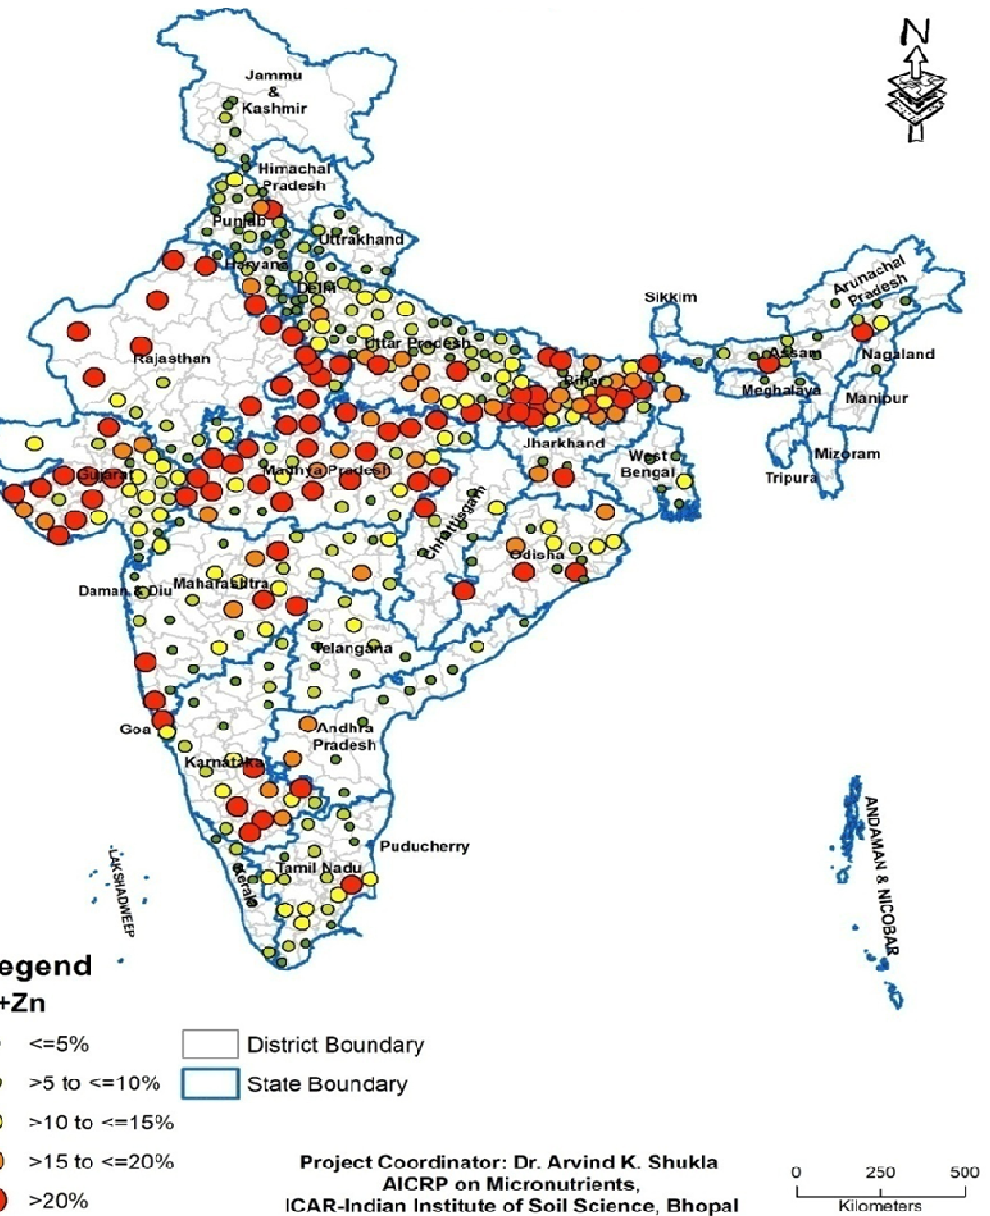 N
Jammu
&
Kashmir
Himachal
Pradesh
Punjab
Uttrakhand
Haryana
Delhi
Arunachal
Pradesh
Sikkim
Rajasthan
Uttar Pradesh
Assam
Nagaland
Bihar
Meghalaya
Manipur
Jharkhand
West
Bengal
Mizoram
Tripura
Gujarat
Madhya Pradesh
Chhattisgarh
Odisha
Daman & Diu
Maharashtra
Telangana
Goa
Andhra
Pradesh
Karnataka
Puducherry
Tamil Nadu
Kerala
LAKSHADWEEP
ANDAMAN & NICOBAR
egend
+Zn
<=5%
>5 to <=10%
>10 to <=15%
>15 to <=20%
>20%
District Boundary
State Boundary
Project Coordinator: Dr. Arvind K. Shukla
AICRP on Micronutrients,
ICAR-Indian Institute of Soil Science, Bhopal
0 250 500
Kilometers